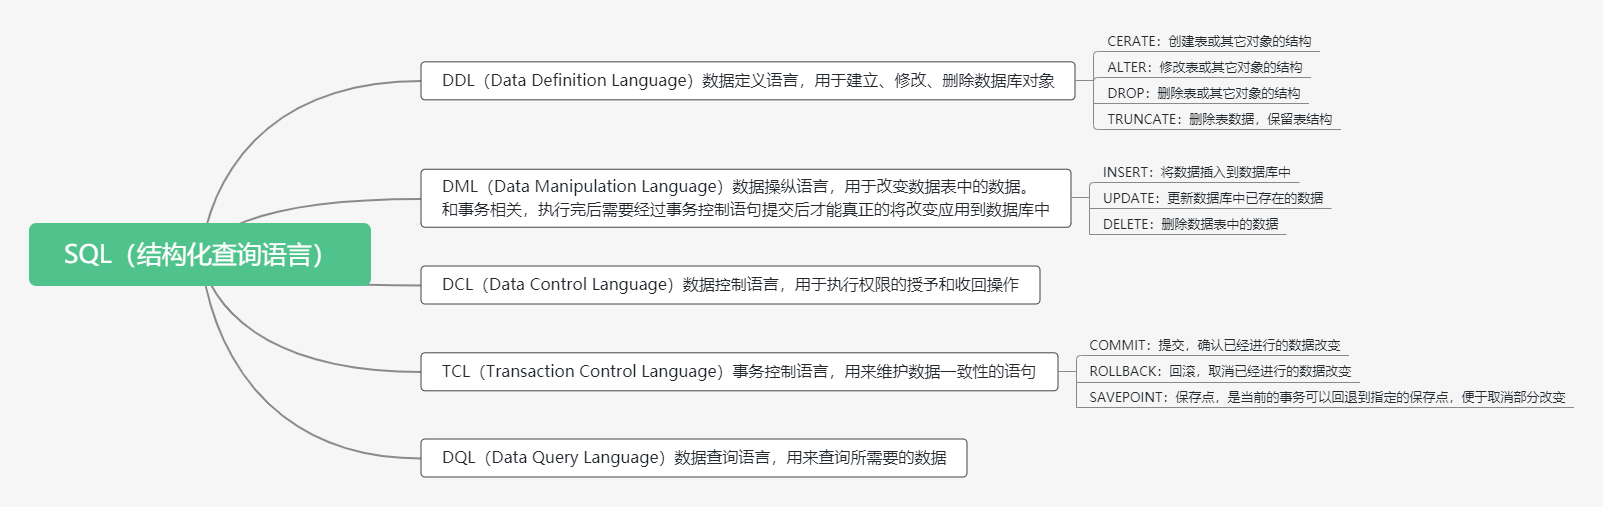 SQL（结构化查询语言）
DDL（Data Definition Language）数据定义语言，用于建立、修改、删除数据库对象
CERATE：创建表或其它对象的结构
ALTER：修改表或其它对象的结构
DROP：删除表或其它对象的结构
TRUNCATE：删除表数据，保留表结构
DML（Data Manipulation Language）数据操纵语言，用于改变数据表中的数据。
和事务相关，执行完后需要经过事务控制语句提交后才能真正的将改变应用到数据库中
INSERT：将数据插入到数据库中
UPDATE：更新数据库中已存在的数据
DELETE：删除数据表中的数据
DCL（Data Control Language）数据控制语言，用于执行权限的授予和收回操作
TCL（Transaction Control Language）事务控制语言，用来维护数据一致性的语句
COMMIT：提交，确认已经进行的数据改变
ROLLBACK：回滚，取消已经进行的数据改变
SAVEPOINT：保存点，是当前的事务可以回退到指定的保存点，便于取消部分改变
DQL（Data Query Language）数据查询语言，用来查询所需要的数据